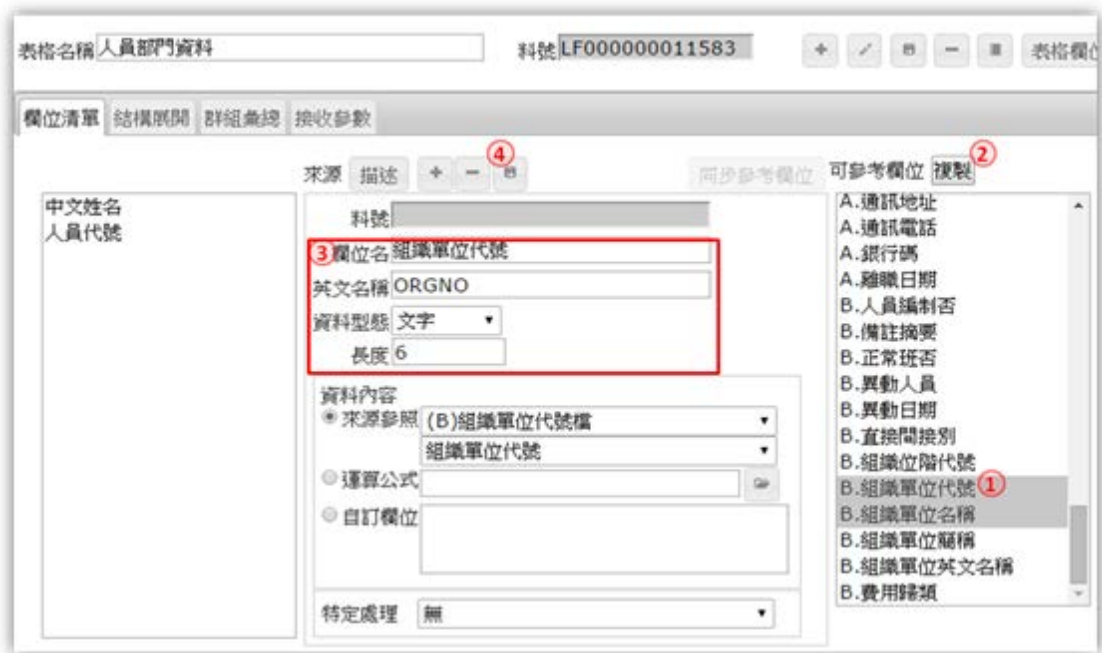 表格名稱 人員部門資料 料號 LF000000011583 表格欄位
欄位清單 結構展開 群組彙總 接收參數
④
來源 描述 同步參考欄位 可參考欄位 複製 ②
中文姓名
人員代號
料號
③ 欄位名 組織單位代號
英文名稱 ORGNO
資料型態 文字
長度 6
資料內容
來源參照 (B)組織單位代號檔
組織單位代號
運算公式
自訂欄位
特定處理 無
A.通訊地址
A.通訊電話
A.銀行碼
A.離職日期
B.人員編制否
B.備註摘要
B.正常班否
B.異動人員
B.異動日期
B.直接間接別
B.組織位階代號
B.組織單位代號 ①
B.組織單位名稱
B.組織單位簡稱
B.組織單位英文名稱
B.費用歸類